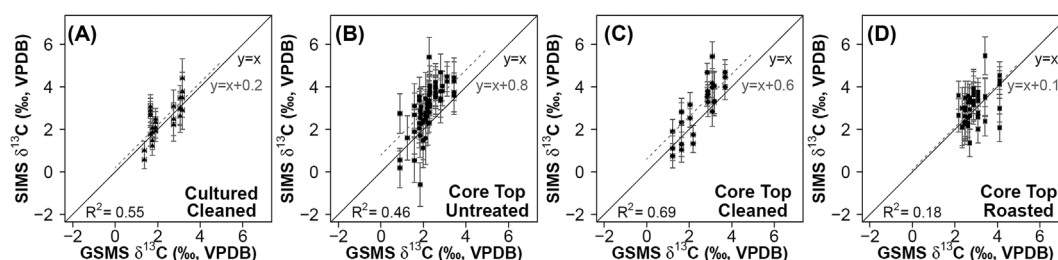 (A)
6
4
2
0
−2
SIMS δ¹³C (‰, VPDB)
y=x
y=x+0.2
Cultured
Cleaned
R² = 0.55
−2 0 2 4 6
GSMS δ¹³C (‰, VPDB)
(B)
6
4
2
0
−2
SIMS δ¹³C (‰, VPDB)
y=x
y=x+0.8
Core Top
Untreated
R² = 0.46
−2 0 2 4 6
GSMS δ¹³C (‰, VPDB)
(C)
6
4
2
0
−2
SIMS δ¹³C (‰, VPDB)
y=x
y=x+0.6
Core Top
Cleaned
R² = 0.69
−2 0 2 4 6
GSMS δ¹³C (‰, VPDB)
(D)
6
4
2
0
−2
SIMS δ¹³C (‰, VPDB)
y=x
y=x+0.1
Core Top
Roasted
R² = 0.18
−2 0 2 4 6
GSMS δ¹³C (‰, VPDB)